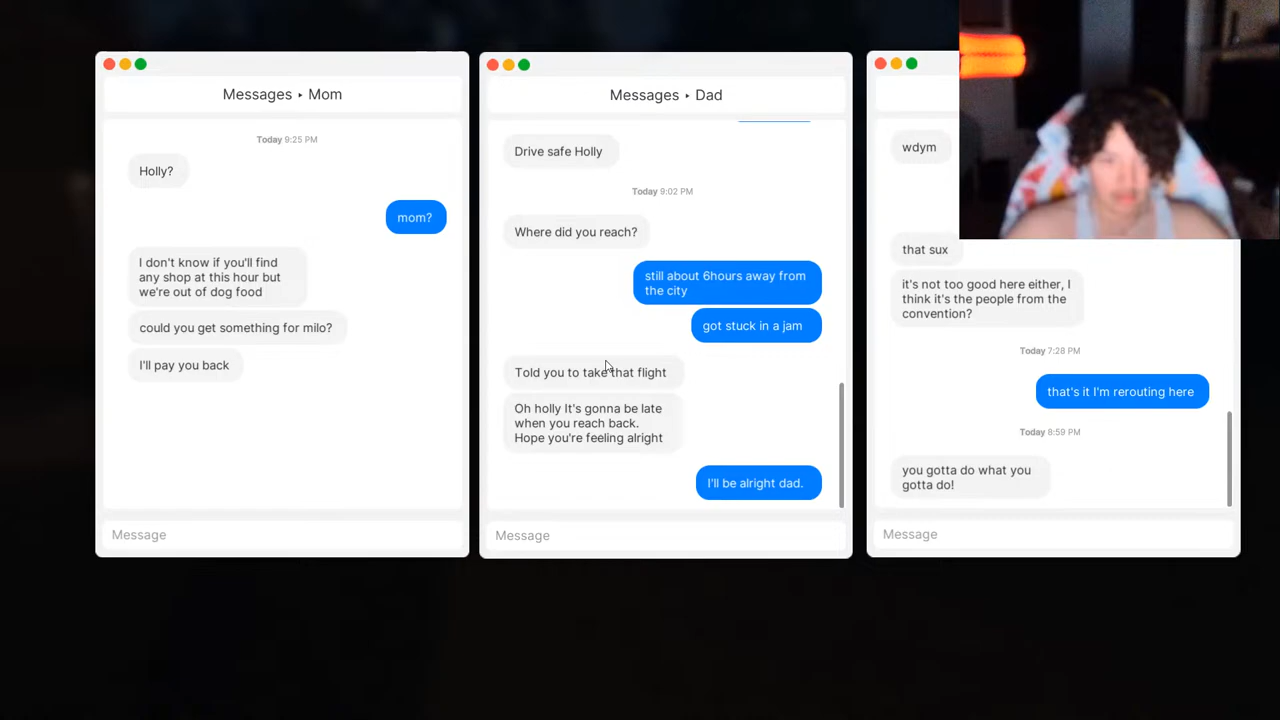 Messages ▸ Mom
Today 9:25 PM
Holly?
mom?
I don't know if you'll find
any shop at this hour but
we're out of dog food
could you get something for milo?
I'll pay you back
Message
Messages ▸ Dad
Drive safe Holly
Today 9:02 PM
Where did you reach?
still about 6hours away from
the city
got stuck in a jam
Told you to take that flight
Oh holly It's gonna be late
when you reach back.
Hope you're feeling alright
I'll be alright dad.
Message
wdym
that sux
it's not too good here either, I
think it's the people from the
convention?
Today 7:28 PM
that's it I'm rerouting here
Today 8:59 PM
you gotta do what you
gotta do!
Message